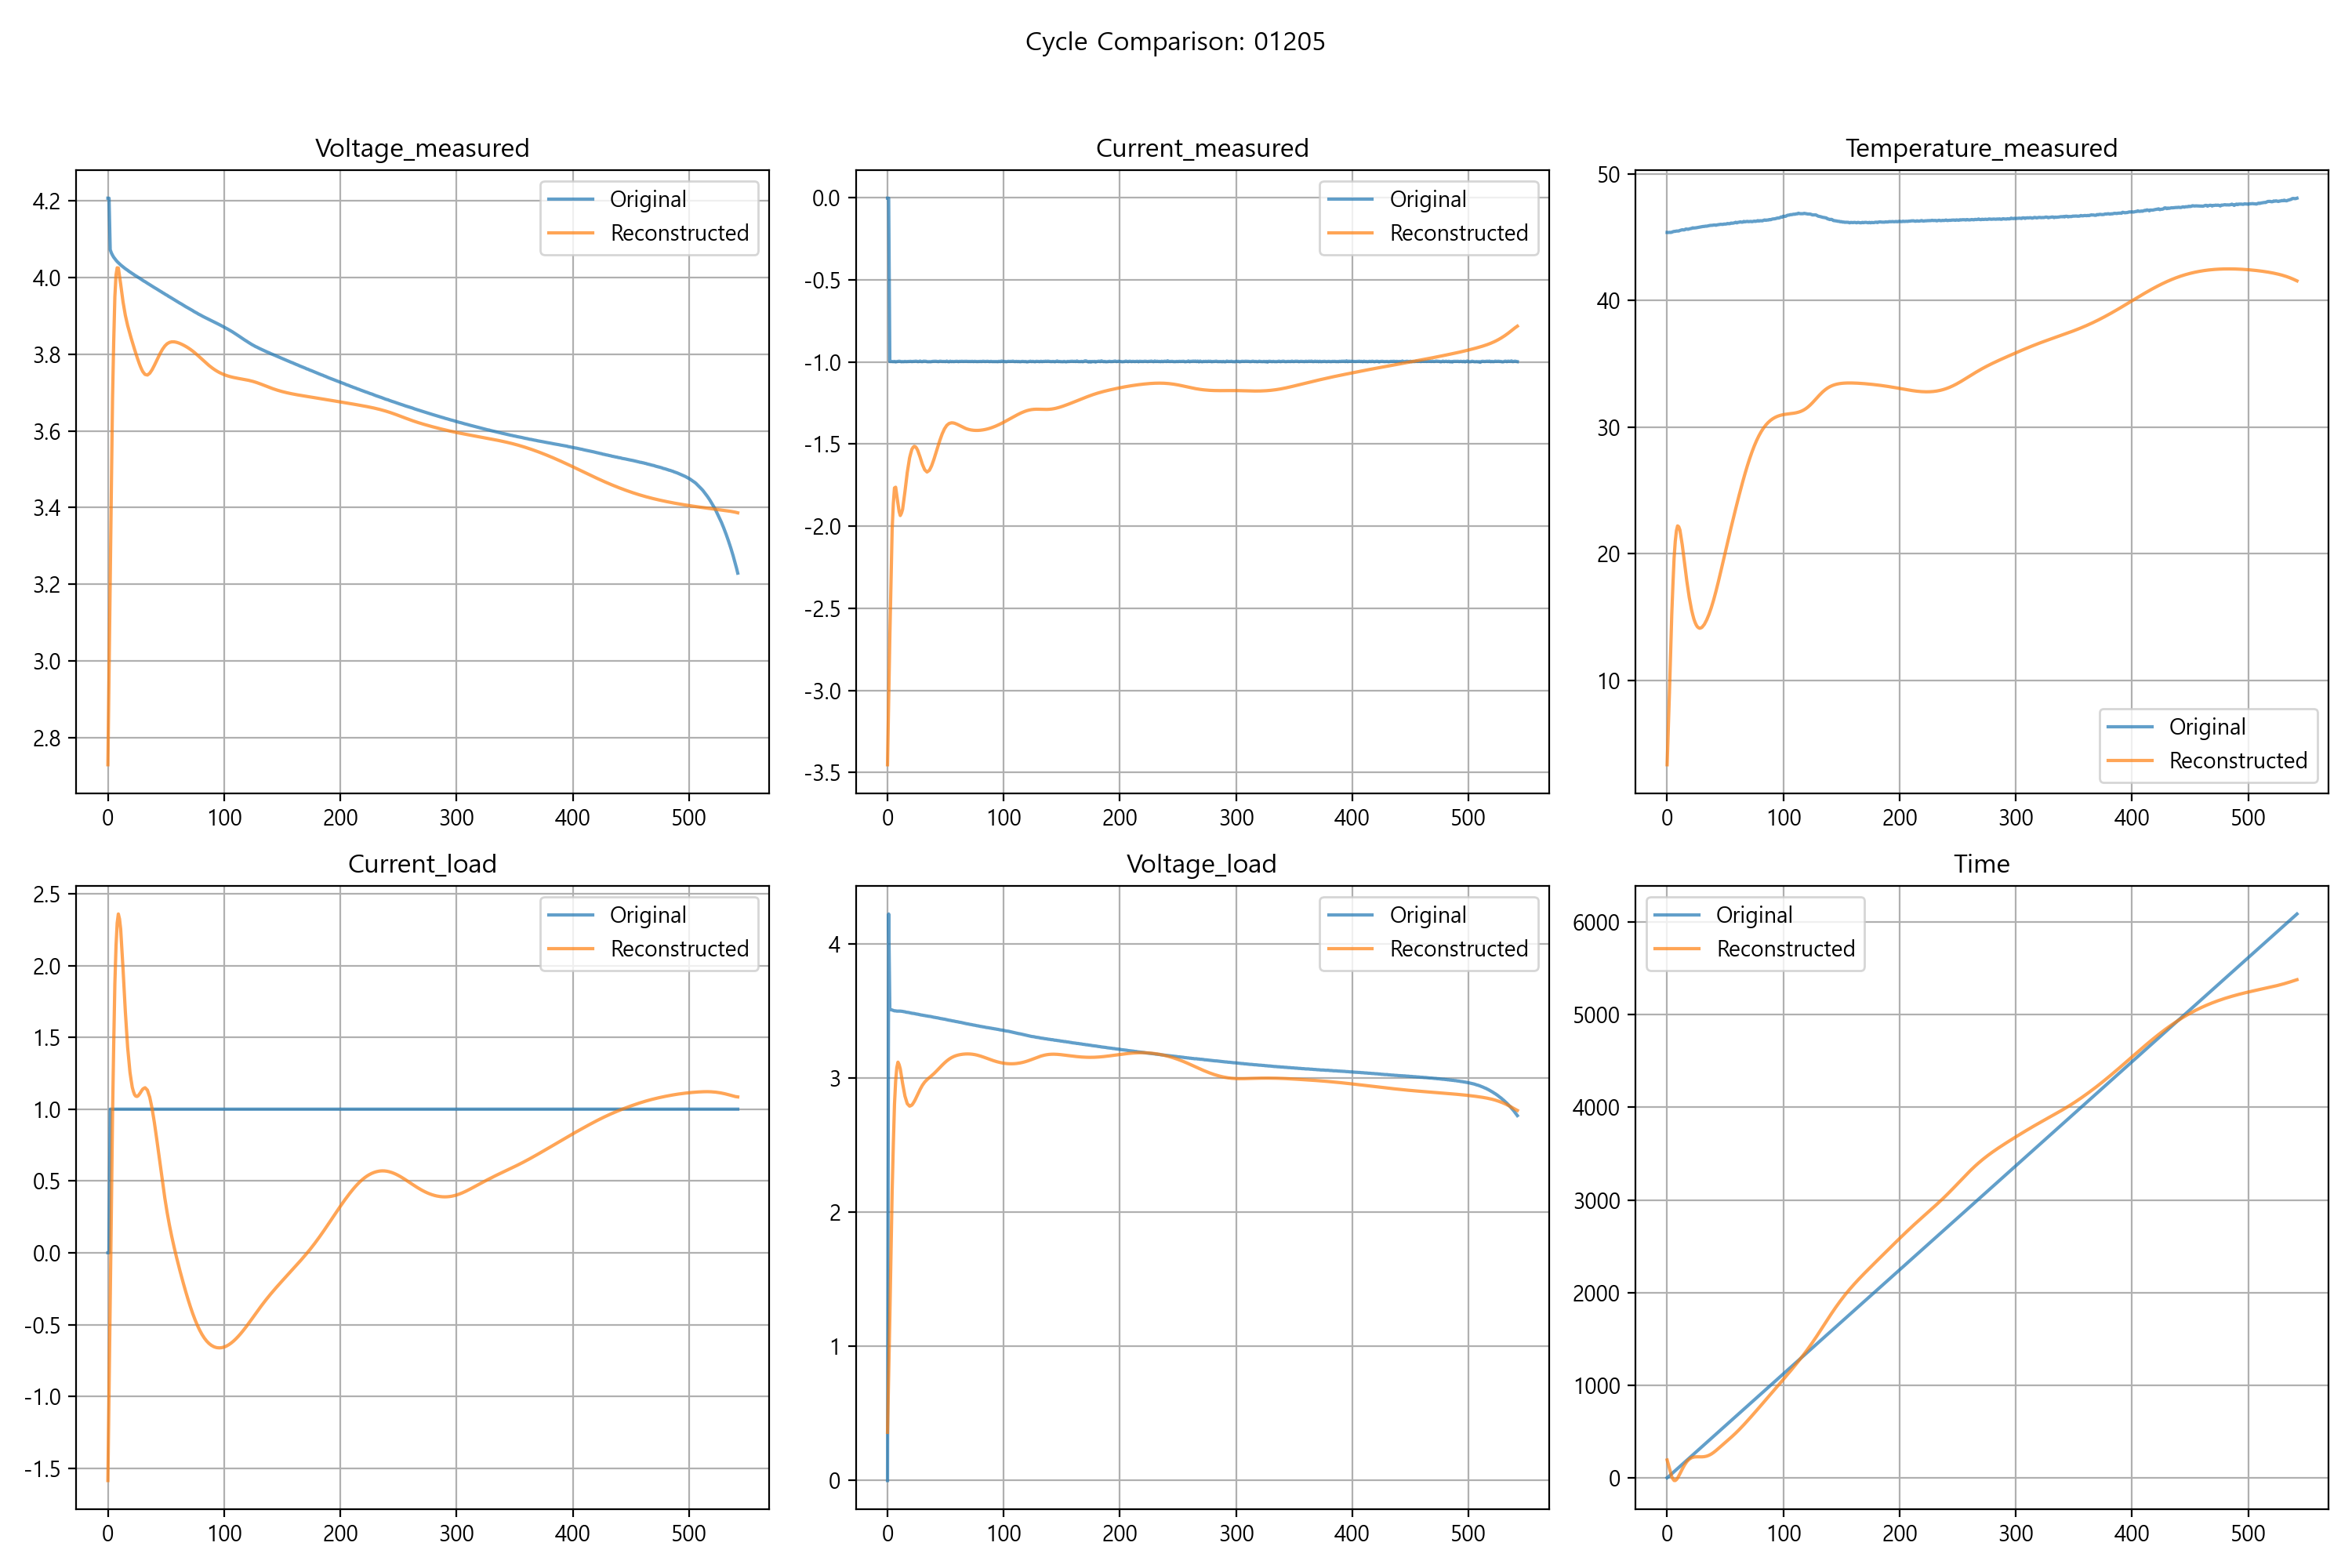 Cycle Comparison: 01205
Voltage_measured
4.2
4.0
3.8
3.6
3.4
3.2
3.0
2.8
0 100 200 300 400 500
Original
Reconstructed
Current_measured
0.0
-0.5
-1.0
-1.5
-2.0
-2.5
-3.0
-3.5
0 100 200 300 400 500
Original
Reconstructed
Temperature_measured
50
40
30
20
10
0 100 200 300 400 500
Original
Reconstructed
Current_load
2.5
2.0
1.5
1.0
0.5
0.0
-0.5
-1.0
-1.5
0 100 200 300 400 500
Original
Reconstructed
Voltage_load
4
3
2
1
0
0 100 200 300 400 500
Original
Reconstructed
Time
6000
5000
4000
3000
2000
1000
0
0 100 200 300 400 500
Original
Reconstructed